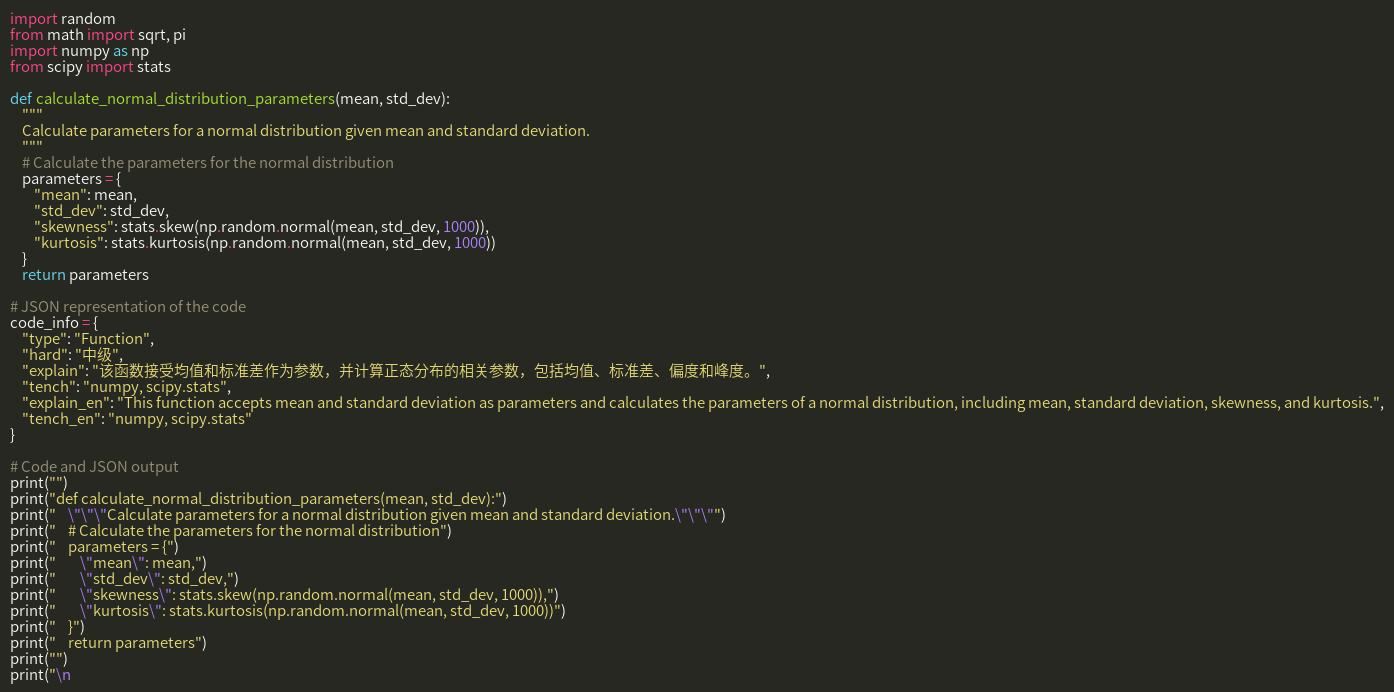 import random
from math import sqrt, pi
import numpy as np
from scipy import stats

def calculate_normal_distribution_parameters(mean, std_dev):
    """
    Calculate parameters for a normal distribution given mean and standard deviation.
    """
    # Calculate the parameters for the normal distribution
    parameters = {
        "mean": mean,
        "std_dev": std_dev,
        "skewness": stats.skew(np.random.normal(mean, std_dev, 1000)),
        "kurtosis": stats.kurtosis(np.random.normal(mean, std_dev, 1000))
    }
    return parameters

# JSON representation of the code
code_info = {
    "type": "Function",
    "hard": "中级",
    "explain": "该函数接受均值和标准差作为参数，并计算正态分布的相关参数，包括均值、标准差、偏度和峰度。",
    "tench": "numpy, scipy.stats",
    "explain_en": "This function accepts mean and standard deviation as parameters and calculates the parameters of a normal distribution, including mean, standard deviation, skewness, and kurtosis.",
    "tench_en": "numpy, scipy.stats"
}

# Code and JSON output
print("")
print("def calculate_normal_distribution_parameters(mean, std_dev):")
print("    \"\"\"Calculate parameters for a normal distribution given mean and standard deviation.\"\"\"")
print("    # Calculate the parameters for the normal distribution")
print("    parameters = {")
print("        \"mean\": mean,")
print("        \"std_dev\": std_dev,")
print("        \"skewness\": stats.skew(np.random.normal(mean, std_dev, 1000)),")
print("        \"kurtosis\": stats.kurtosis(np.random.normal(mean, std_dev, 1000))")
print("    }")
print("    return parameters")
print("")
print("\n